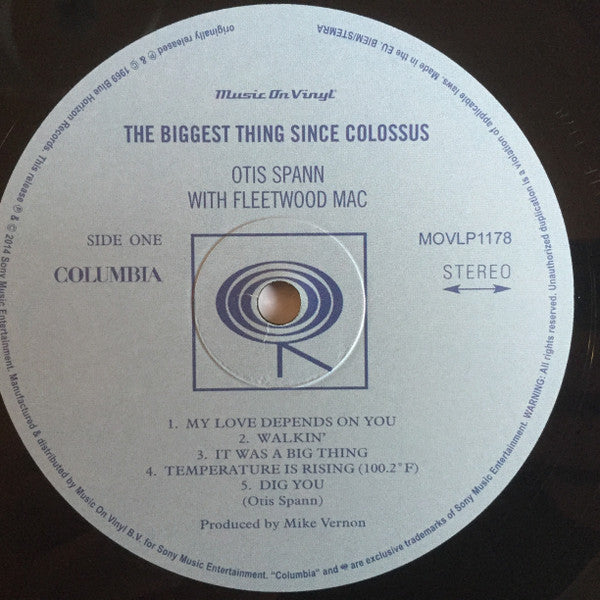 Music On Vinyl
THE BIGGEST THING SINCE COLOSSUS
OTIS SPANN
WITH FLEETWOOD MAC
SIDE ONE
MOVLP1178
COLUMBIA
STEREO
1. MY LOVE DEPENDS ON YOU
2. WALKIN'
3. IT WAS A BIG THING
4. TEMPERATURE IS RISING (100.2°F)
5. DIG YOU
(Otis Spann)
Produced by Mike Vernon
originally released ℗ & © 1969 Blue Horizon Records. This release ℗ & © 2014 Sony Music Entertainment. Manufactured & distributed by Music On Vinyl B.V. for Sony Music Entertainment. "Columbia" and are exclusive trademarks of Sony Music Entertainment. WARNING: All rights reserved. Unauthorized duplication is a violation of applicable laws. Made in the EU. BIEM/STEMRA